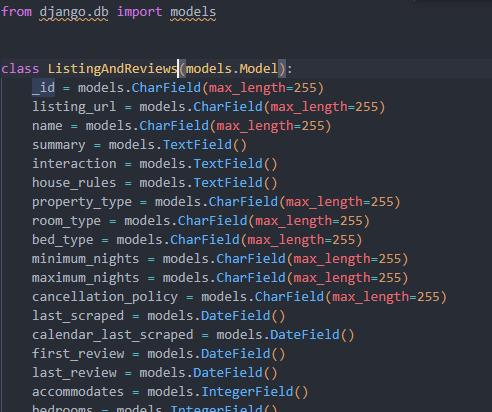 from django.db import models
class ListingAndReviews(models.Model):
_id = models.CharField(max_length=255)
listing_url = models.CharField(max_length=255)
name = models.CharField(max_length=255)
summary = models.TextField()
interaction = models.TextField()
house_rules = models.TextField()
property_type = models.CharField(max_length=255)
room_type = models.CharField(max_length=255)
bed_type = models.CharField(max_length=255)
minimum_nights = models.CharField(max_length=255)
maximum_nights = models.CharField(max_length=255)
cancellation_policy = models.CharField(max_length=255)
last_scraped = models.DateField()
calendar_last_scraped = models.DateField()
first_review = models.DateField()
last_review = models.DateField()
accommodates = models.IntegerField()
bedrooms = models.IntegerField()